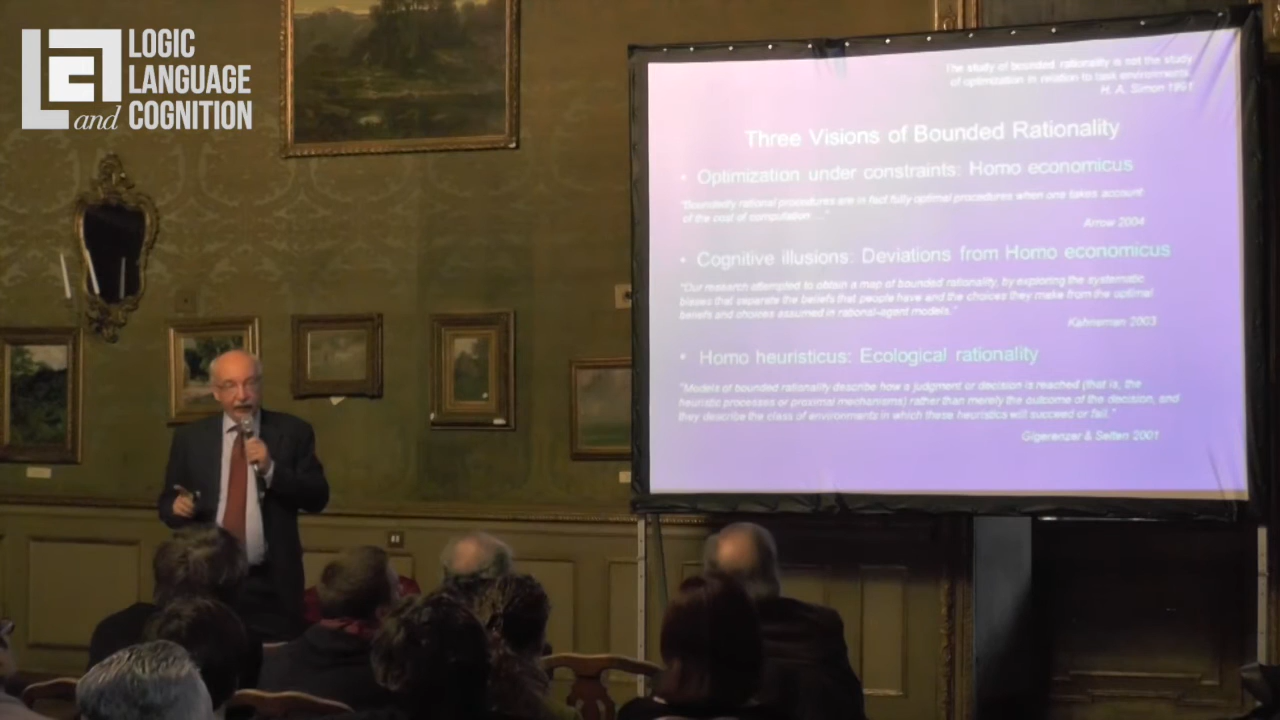 LOGIC
LANGUAGE
and COGNITION
The study of bounded rationality is not the study
of optimization in relation to task environments.
H. A. Simon 1991
Three Visions of Bounded Rationality
• Optimization under constraints: Homo economicus
"Boundedly rational procedures are in fact fully optimal procedures when one takes account
of the cost of computation ..."
Arrow 2004
• Cognitive illusions: Deviations from Homo economicus
"Our research attempted to obtain a map of bounded rationality, by exploring the systematic
biases that separate the beliefs that people have and the choices they make from the optimal
beliefs and choices assumed in rational-agent models."
Kahneman 2003
• Homo heuristicus: Ecological rationality
"Models of bounded rationality describe how a judgment or decision is reached (that is, the
heuristic processes or proximal mechanisms) rather than merely the outcome of the decision, and
they describe the class of environments in which these heuristics will succeed or fail."
Gigerenzer & Selten 2001